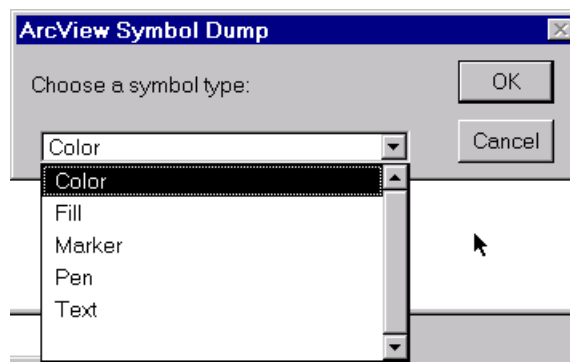 ArcView Symbol Dump
Choose a symbol type:
OK
Color
Cancel
Color
Fill
Marker
Pen
Text